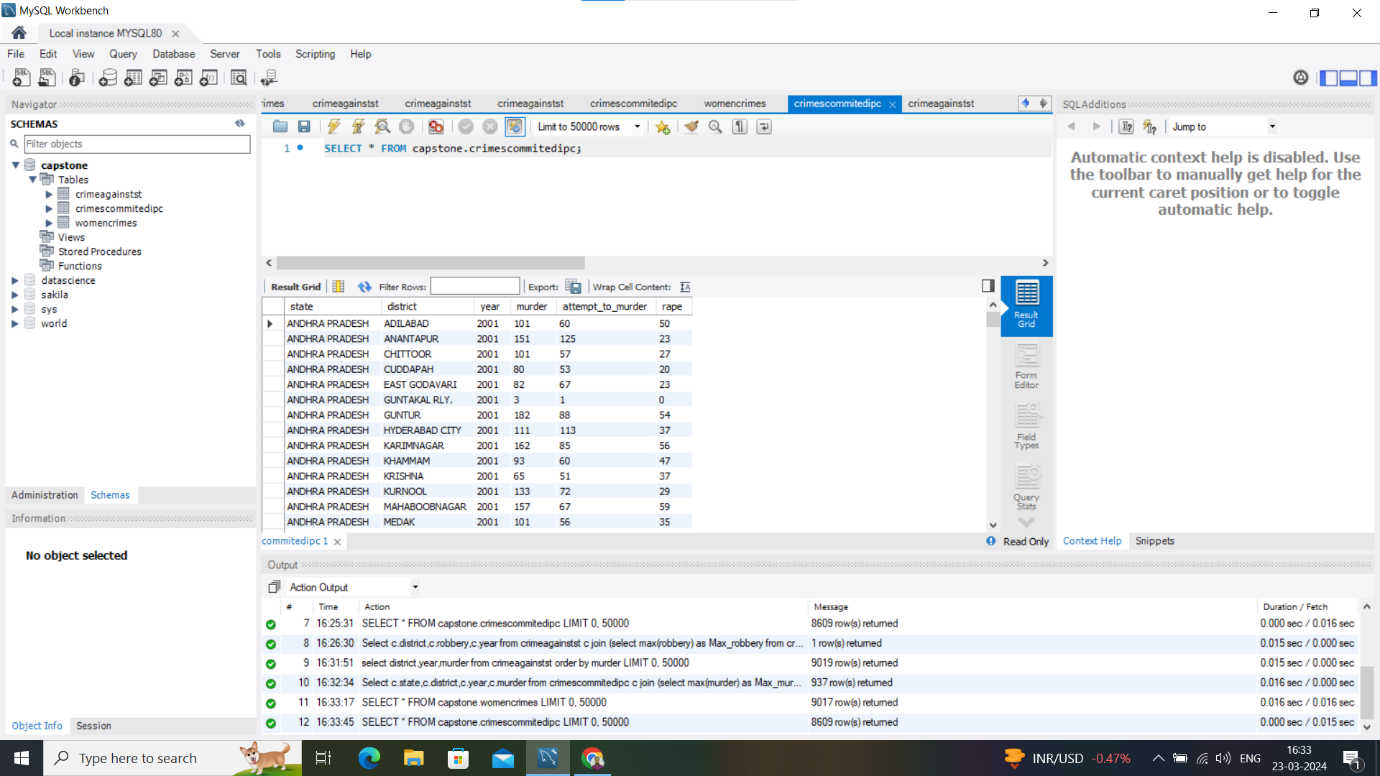 MySQL Workbench
Local instance MYSQL80
File Edit View Query Database Server Tools Scripting Help
Navigator
SCHEMAS
Filter objects
capstone
Tables
crimeagainstst
crimescommitedipc
womencrimes
Views
Stored Procedures
Functions
datascience
sakila
sys
world
Administration Schemas
Information
No object selected
Object Info Session
rimes crimeagainstst crimeagainstst crimeagainstst crimescommitedipc womencrimes crimescommitedipc crimeagainstst
Limit to 50000 rows
1 SELECT * FROM capstone.crimescommitedipc;
Result Grid Filter Rows: Export: Wrap Cell Content:
state district year murder attempt_to_murder rape
ANDHRA PRADESH ADILABAD 2001 101 60 50
ANDHRA PRADESH ANANTAPUR 2001 151 125 23
ANDHRA PRADESH CHITTOOR 2001 101 57 27
ANDHRA PRADESH CUDDAPAH 2001 80 53 20
ANDHRA PRADESH EAST GODAVARI 2001 82 67 23
ANDHRA PRADESH GUNTAKAL RLY. 2001 3 1 0
ANDHRA PRADESH GUNTUR 2001 182 88 54
ANDHRA PRADESH HYDERABAD CITY 2001 111 113 37
ANDHRA PRADESH KARIMNAGAR 2001 162 85 56
ANDHRA PRADESH KHAMMAM 2001 93 60 47
ANDHRA PRADESH KRISHNA 2001 65 51 37
ANDHRA PRADESH KURNOOL 2001 133 72 29
ANDHRA PRADESH MAHABOOBNAGAR 2001 157 67 59
ANDHRA PRADESH MEDAK 2001 101 56 35
Result
Grid
Form
Editor
Field
Types
Query
Stats
commitedipc 1
Read Only
SQLAdditions
Jump to
Automatic context help is disabled. Use
the toolbar to manually get help for the
current caret position or to toggle
automatic help.
Context Help Snippets
Output
Action Output
# Time Action Message Duration / Fetch
7 16:25:31 SELECT * FROM capstone.crimescommitedipc LIMIT 0, 50000 8609 row(s) returned 0.000 sec / 0.016 sec
8 16:26:30 Select c.district,c.robbery,c.year from crimeagainstst c join (select max(robbery) as Max_robbery from cr... 1 row(s) returned 0.015 sec / 0.000 sec
9 16:31:51 select district,year,murder from crimeagainstst order by murder LIMIT 0, 50000 9019 row(s) returned 0.015 sec / 0.000 sec
10 16:32:34 Select c.state,c.district,c.year,c.murder from crimescommitedipc c join (select max(murder) as Max_mur... 937 row(s) returned 0.016 sec / 0.000 sec
11 16:33:17 SELECT * FROM capstone.womencrimes LIMIT 0, 50000 9017 row(s) returned 0.016 sec / 0.016 sec
12 16:33:45 SELECT * FROM capstone.crimescommitedipc LIMIT 0, 50000 8609 row(s) returned 0.000 sec / 0.015 sec
Type here to search
INR/USD -0.47%
ENG
16:33
23-03-2024
1